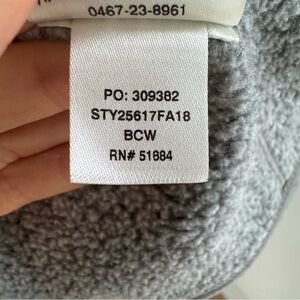 0467-23-8961
PO: 309382
STY25617FA18
BCW
RN# 51884